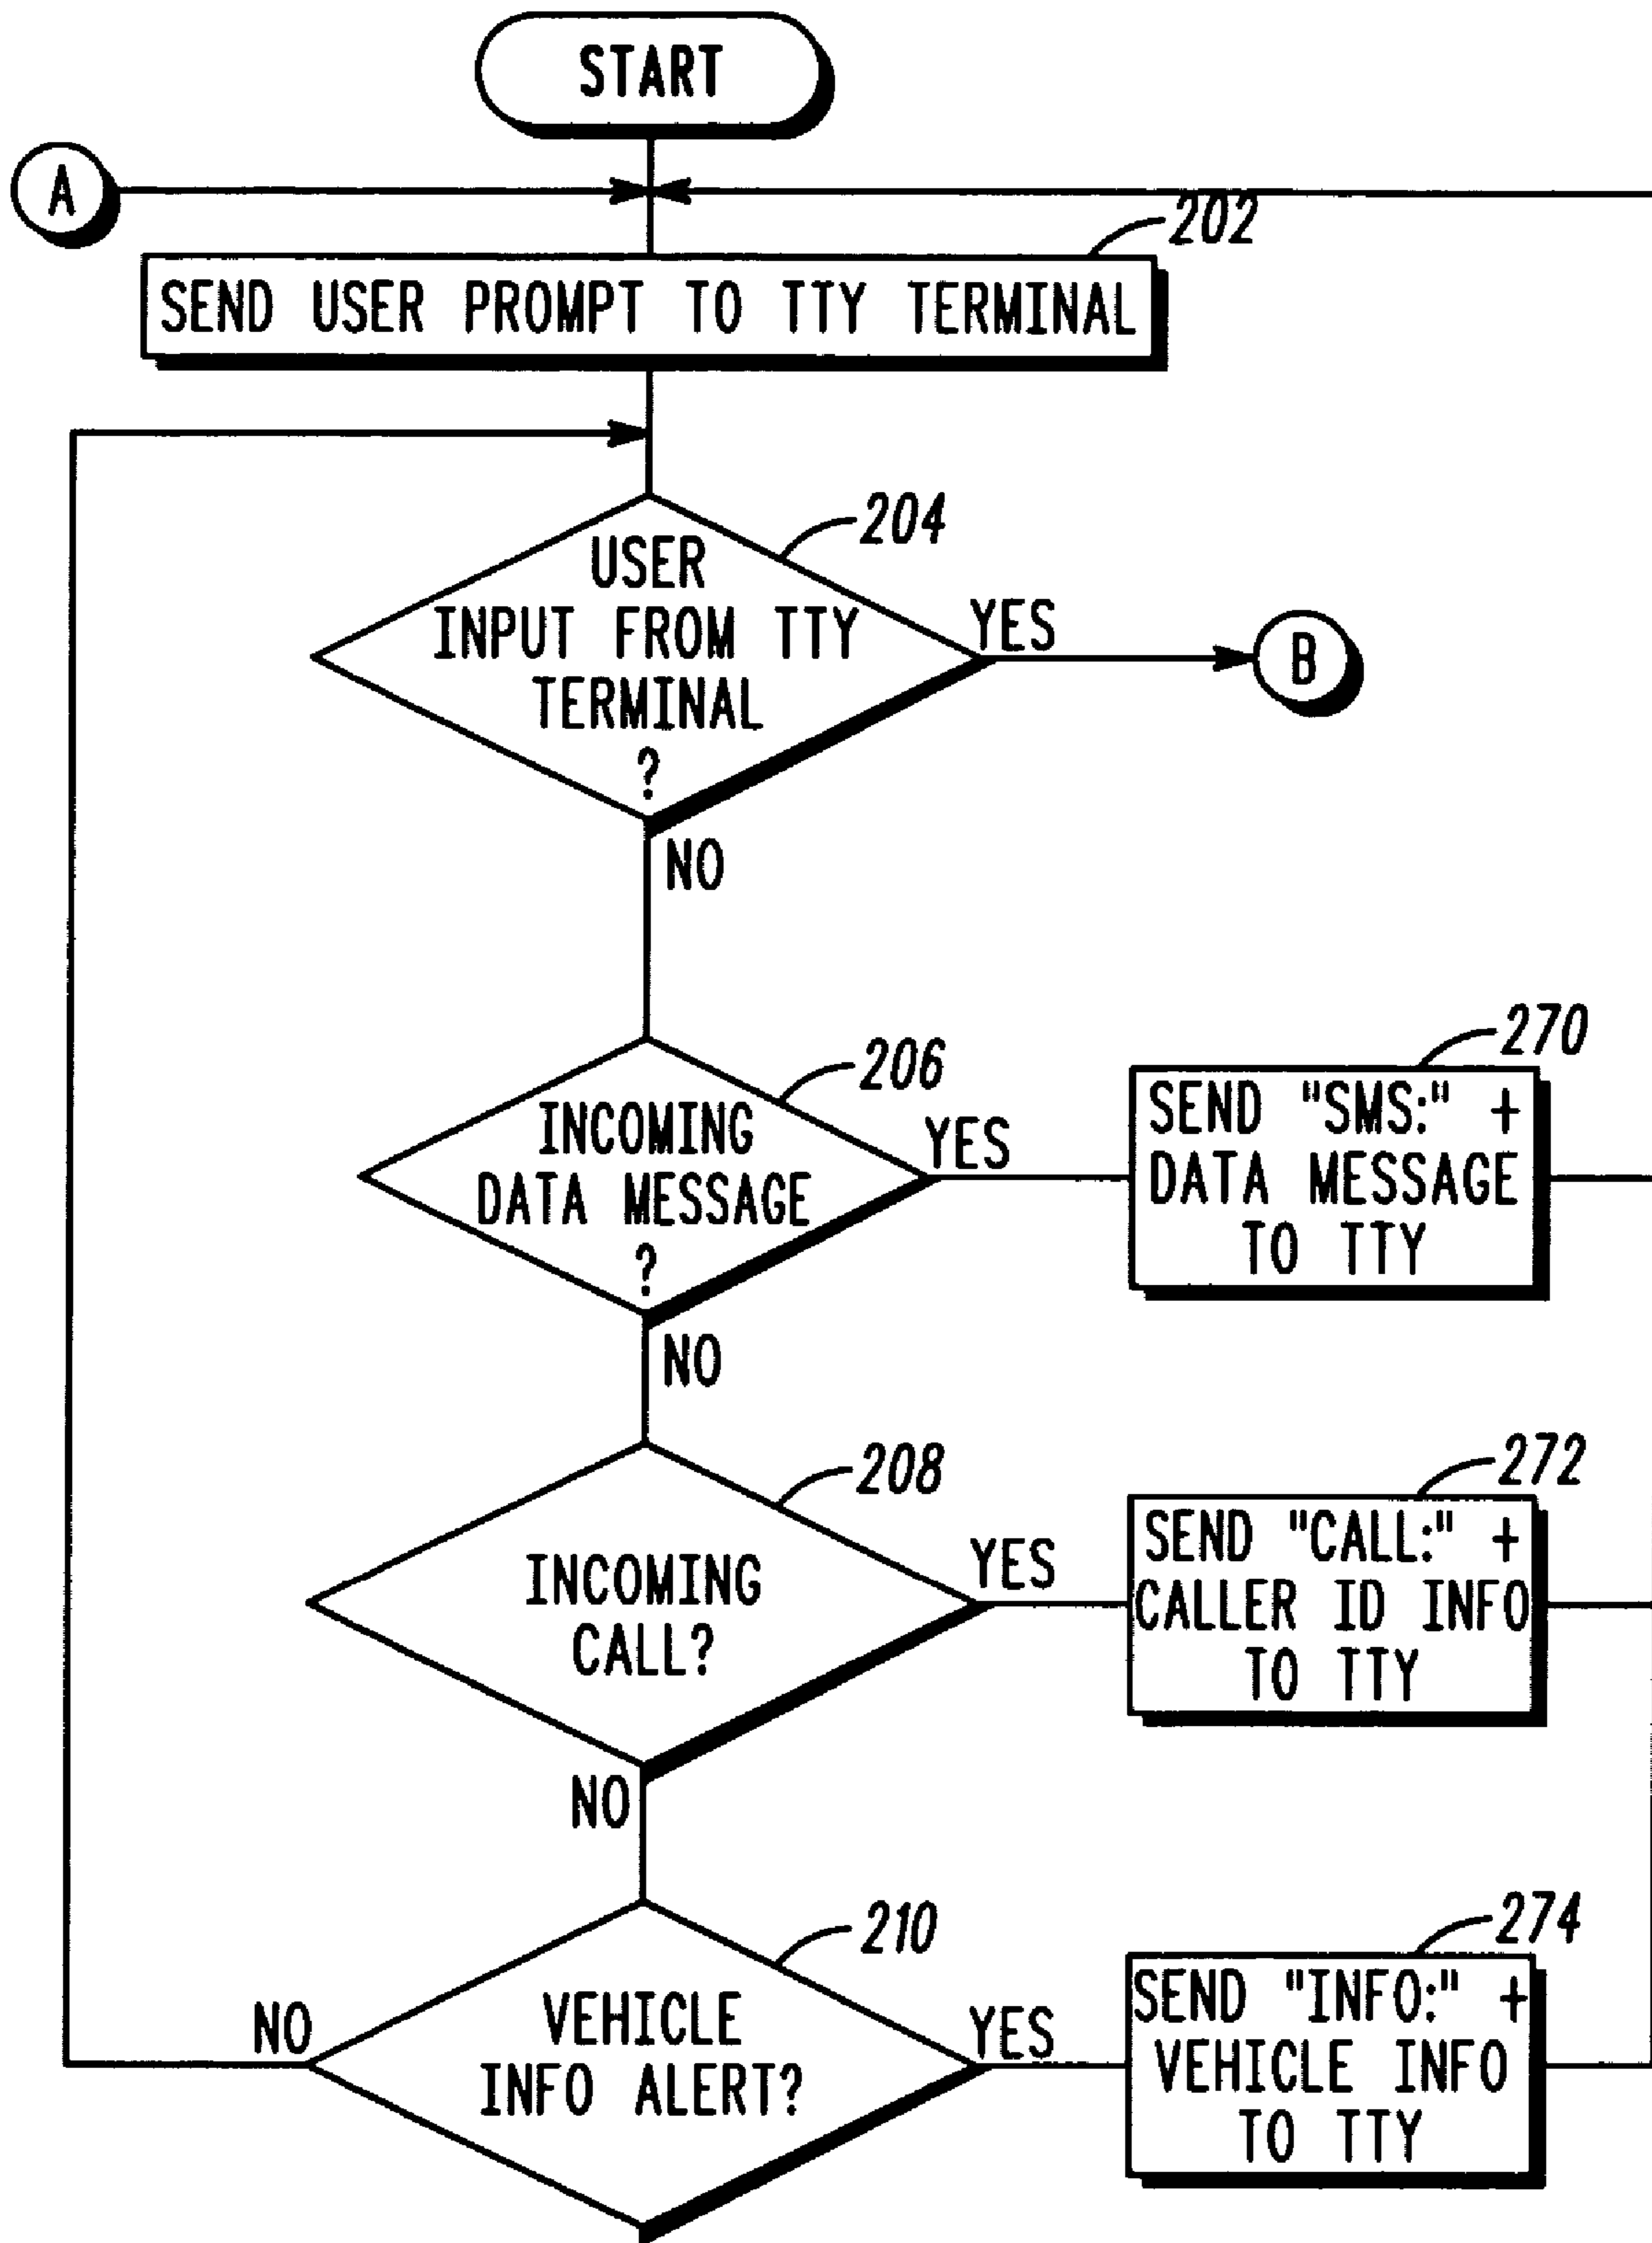 START
A
202
SEND USER PROMPT TO TTY TERMINAL
204
USER
INPUT FROM TTY
TERMINAL
?
YES
B
NO
206
INCOMING
DATA MESSAGE
?
YES
270
SEND "SMS:" +
DATA MESSAGE
TO TTY
NO
208
INCOMING
CALL?
YES
272
SEND "CALL:" +
CALLER ID INFO
TO TTY
NO
210
VEHICLE
INFO ALERT?
NO
YES
274
SEND "INFO:" +
VEHICLE INFO
TO TTY